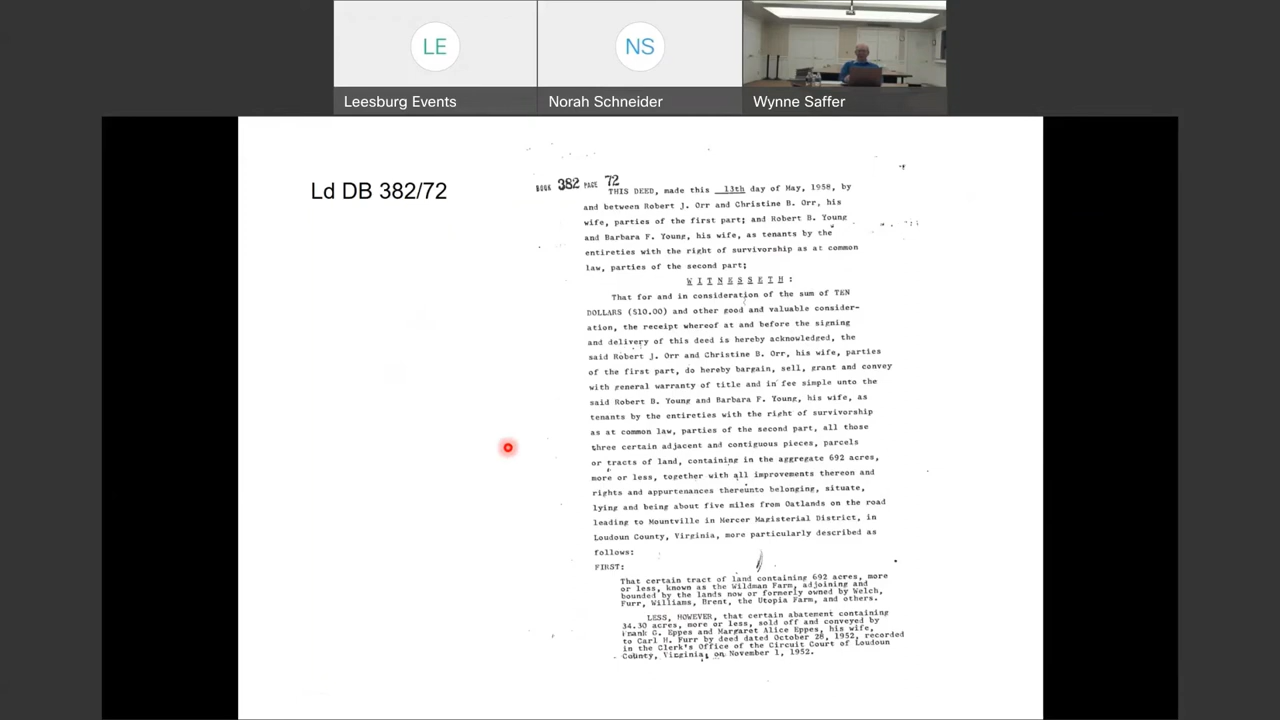 LE
NS
Leesburg Events
Norah Schneider
Wynne Saffer
Ld DB 382/72
BOOK 382 PAGE 72
THIS DEED, made this 13th day of May, 1958, by
and between Robert J. Orr and Christine B. Orr, his
wife, parties of the first part; and Robert B. Young
and Barbara F. Young, his wife, as tenants by the
entireties with the right of survivorship as at common
law, parties of the second part;
W I T N E S S E T H :
That for and in consideration of the sum of TEN
DOLLARS ($10.00) and other good and valuable consider-
ation, the receipt whereof at and before the signing
and delivery of this deed is hereby acknowledged, the
said Robert J. Orr and Christine B. Orr, his wife, parties
of the first part, do hereby bargain, sell, grant and convey
with general warranty of title and in fee simple unto the
said Robert B. Young and Barbara F. Young, his wife, as
tenants by the entireties with the right of survivorship
as at common law, parties of the second part, all those
three certain adjacent and contiguous pieces, parcels
or tracts of land, containing in the aggregate 692 acres,
more or less, together with all improvements thereon and
rights and appurtenances thereunto belonging, situate,
lying and being about five miles from Oatlands on the road
leading to Mountville in Mercer Magisterial District, in
Loudoun County, Virginia, more particularly described as
follows:
FIRST:
That certain tract of land containing 692 acres, more
or less, known as the Wildman Farm, adjoining and
bounded by the lands now or formerly owned by Welch,
Furr, Williams, Brent, the Utopia Farm, and others.
LESS, HOWEVER, that certain abatement containing
34.30 acres, more or less, sold off and conveyed by
Frank G. Eppes and Margaret Alice Eppes, his wife,
to Carl H. Furr by deed dated October 28, 1952, recorded
in the Clerk's Office of the Circuit Court of Loudoun
County, Virginia, on November 1, 1952.